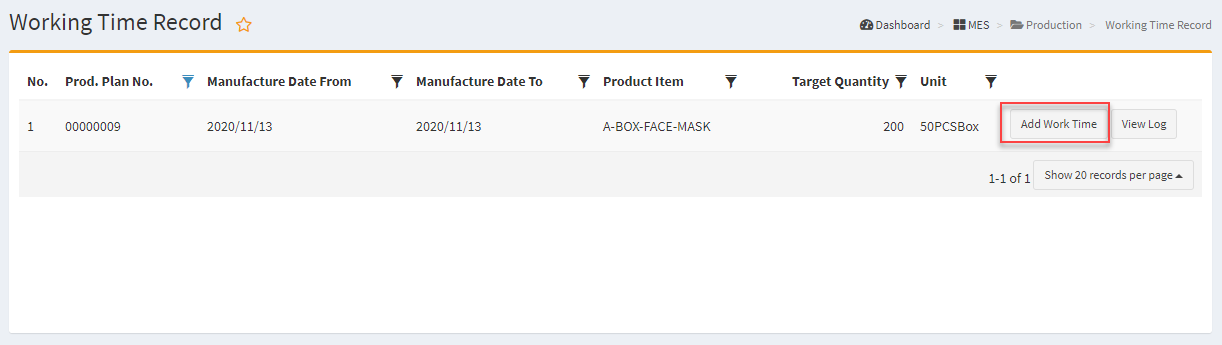 Working Time Record
Dashboard > MES > Production > Working Time Record
No. Prod. Plan No. Manufacture Date From Manufacture Date To Product Item Target Quantity Unit
1 00000009 2020/11/13 2020/11/13 A-BOX-FACE-MASK 200 50PCSBox Add Work Time View Log
1-1 of 1 Show 20 records per page